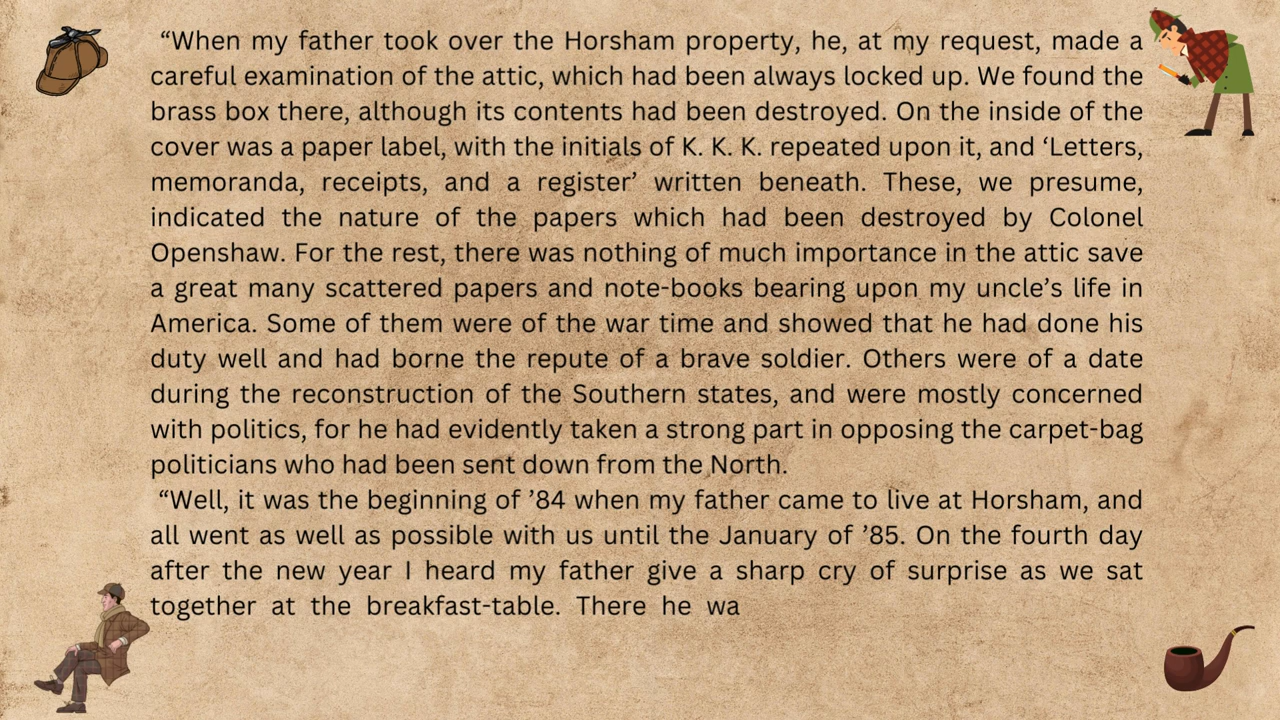 “When my father took over the Horsham property, he, at my request, made a
careful examination of the attic, which had been always locked up. We found the
brass box there, although its contents had been destroyed. On the inside of the
cover was a paper label, with the initials of K. K. K. repeated upon it, and ‘Letters,
memoranda, receipts, and a register’ written beneath. These, we presume,
indicated the nature of the papers which had been destroyed by Colonel
Openshaw. For the rest, there was nothing of much importance in the attic save
a great many scattered papers and note-books bearing upon my uncle’s life in
America. Some of them were of the war time and showed that he had done his
duty well and had borne the repute of a brave soldier. Others were of a date
during the reconstruction of the Southern states, and were mostly concerned
with politics, for he had evidently taken a strong part in opposing the carpet-bag
politicians who had been sent down from the North.
“Well, it was the beginning of ’84 when my father came to live at Horsham, and
all went as well as possible with us until the January of ’85. On the fourth day
after the new year I heard my father give a sharp cry of surprise as we sat
together at the breakfast-table. There he wa